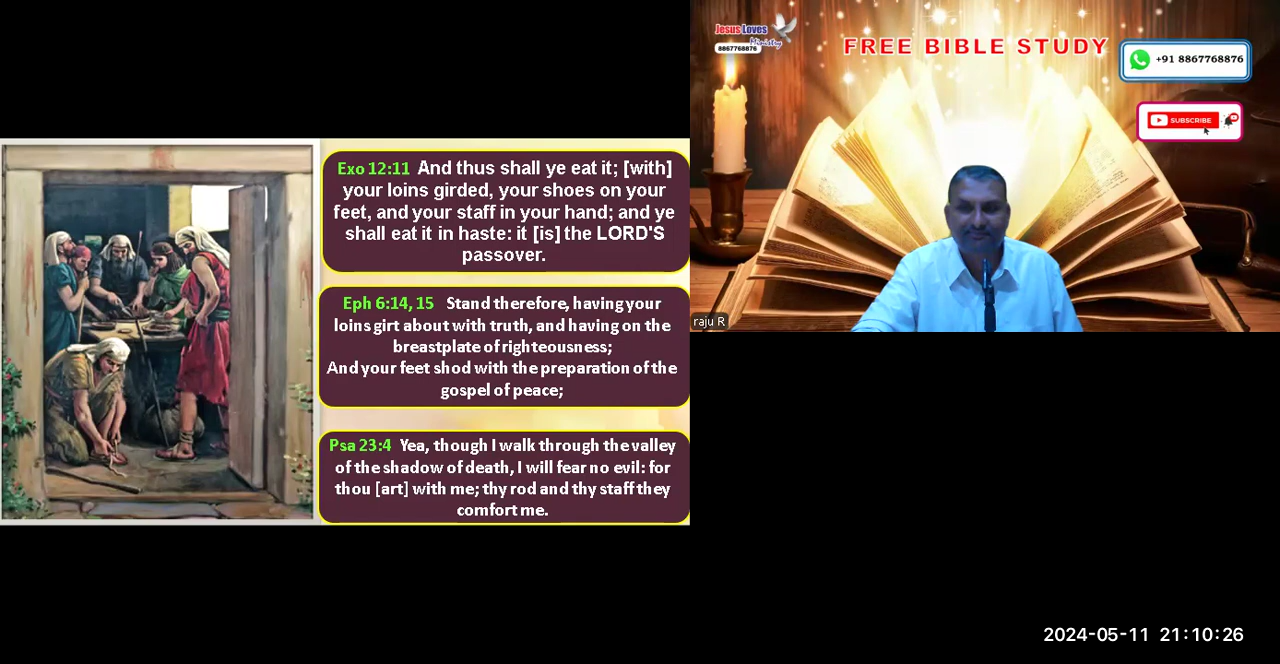 Exo 12:11 And thus shall ye eat it; [with]
your loins girded, your shoes on your
feet, and your staff in your hand; and ye
shall eat it in haste: it [is] the LORD'S
passover.
Eph 6:14, 15 Stand therefore, having your
loins girt about with truth, and having on the
breastplate of righteousness;
And your feet shod with the preparation of the
gospel of peace;
Psa 23:4 Yea, though I walk through the valley
of the shadow of death, I will fear no evil: for
thou [art] with me; thy rod and thy staff they
comfort me.
Jesus Loves
Ministry
8867768876
FREE BIBLE STUDY
+91 8867768876
SUBSCRIBE
raju R
2024-05-11 21:10:26